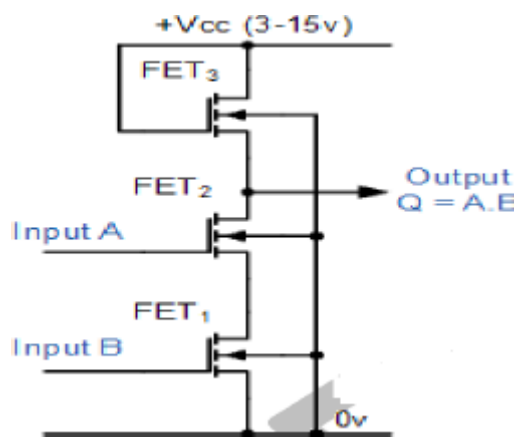 +Vcc (3-15v)
FET3
FET2
Output
Q = A.B
Input A
FET1
Input B
0v